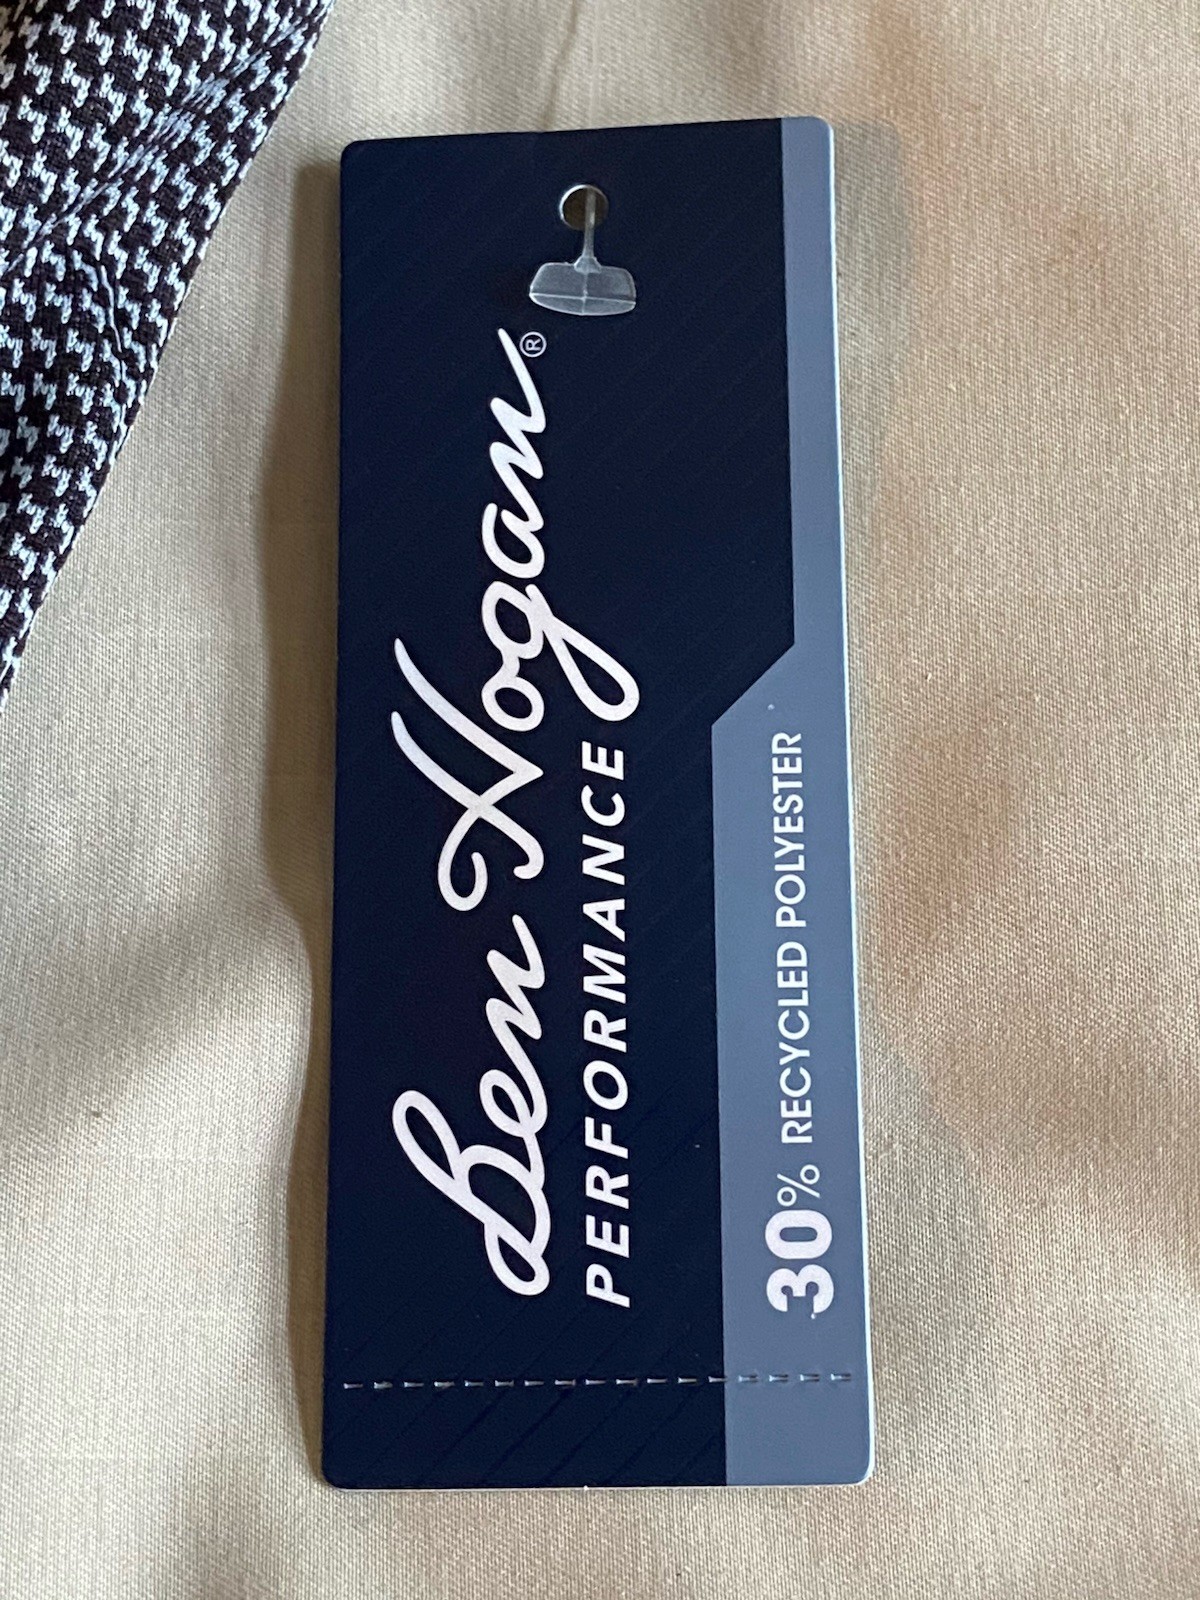 Ben Hogan®
PERFORMANCE
30% RECYCLED POLYESTER